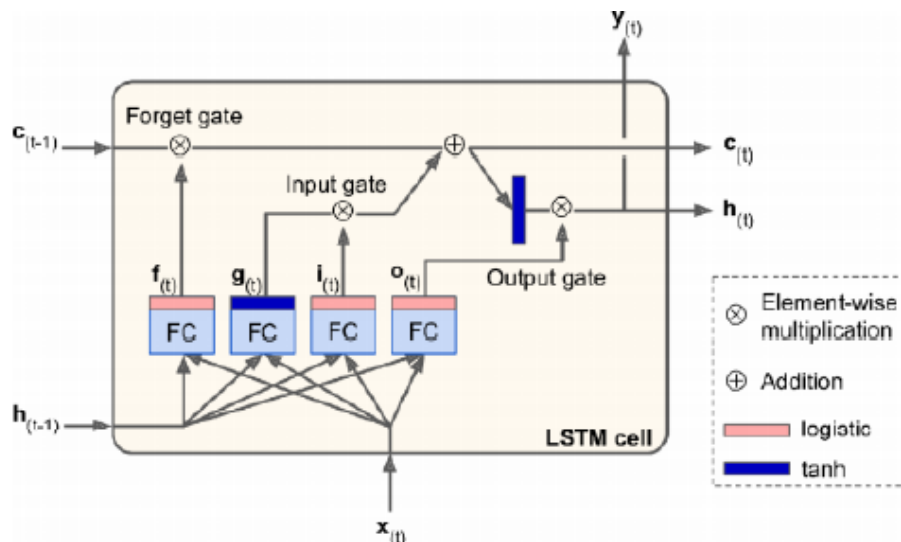 y(t)
Forget gate
c(t-1)
c(t)
Input gate
h(t)
f(t)
g(t)
i(t)
o(t)
Output gate
FC
FC
FC
FC
Element-wise
multiplication
Addition
h(t-1)
LSTM cell
logistic
tanh
x(t)